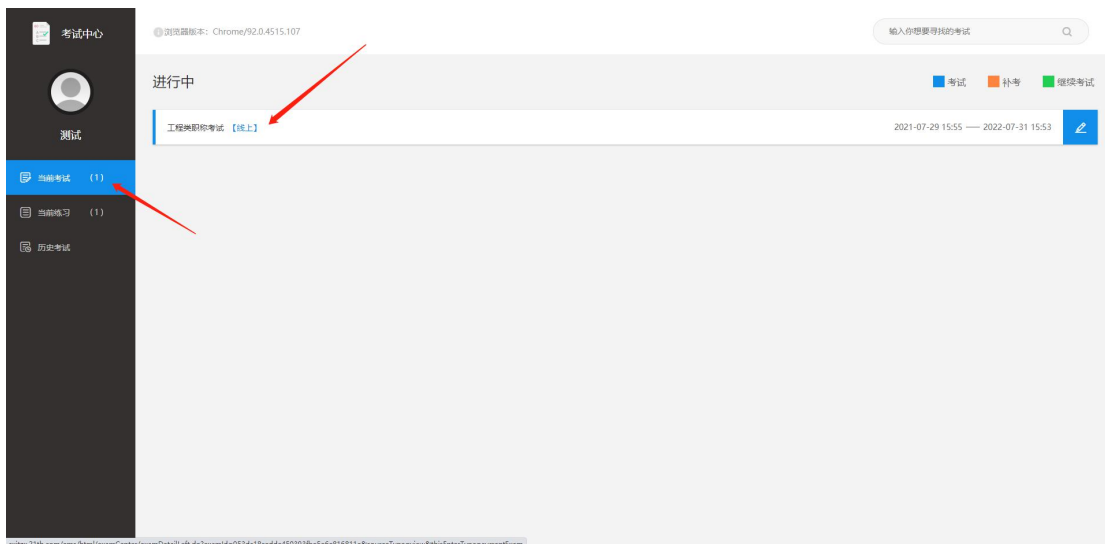 考试中心
浏览器版本：Chrome/92.0.4515.107
输入你想要寻找的考试
测试
当前考试 (1)
当前练习 (1)
历史考试
进行中
考试 补考 继续考试
工程类职称考试 【线上】
2021-07-29 15:55 —— 2022-07-31 15:53